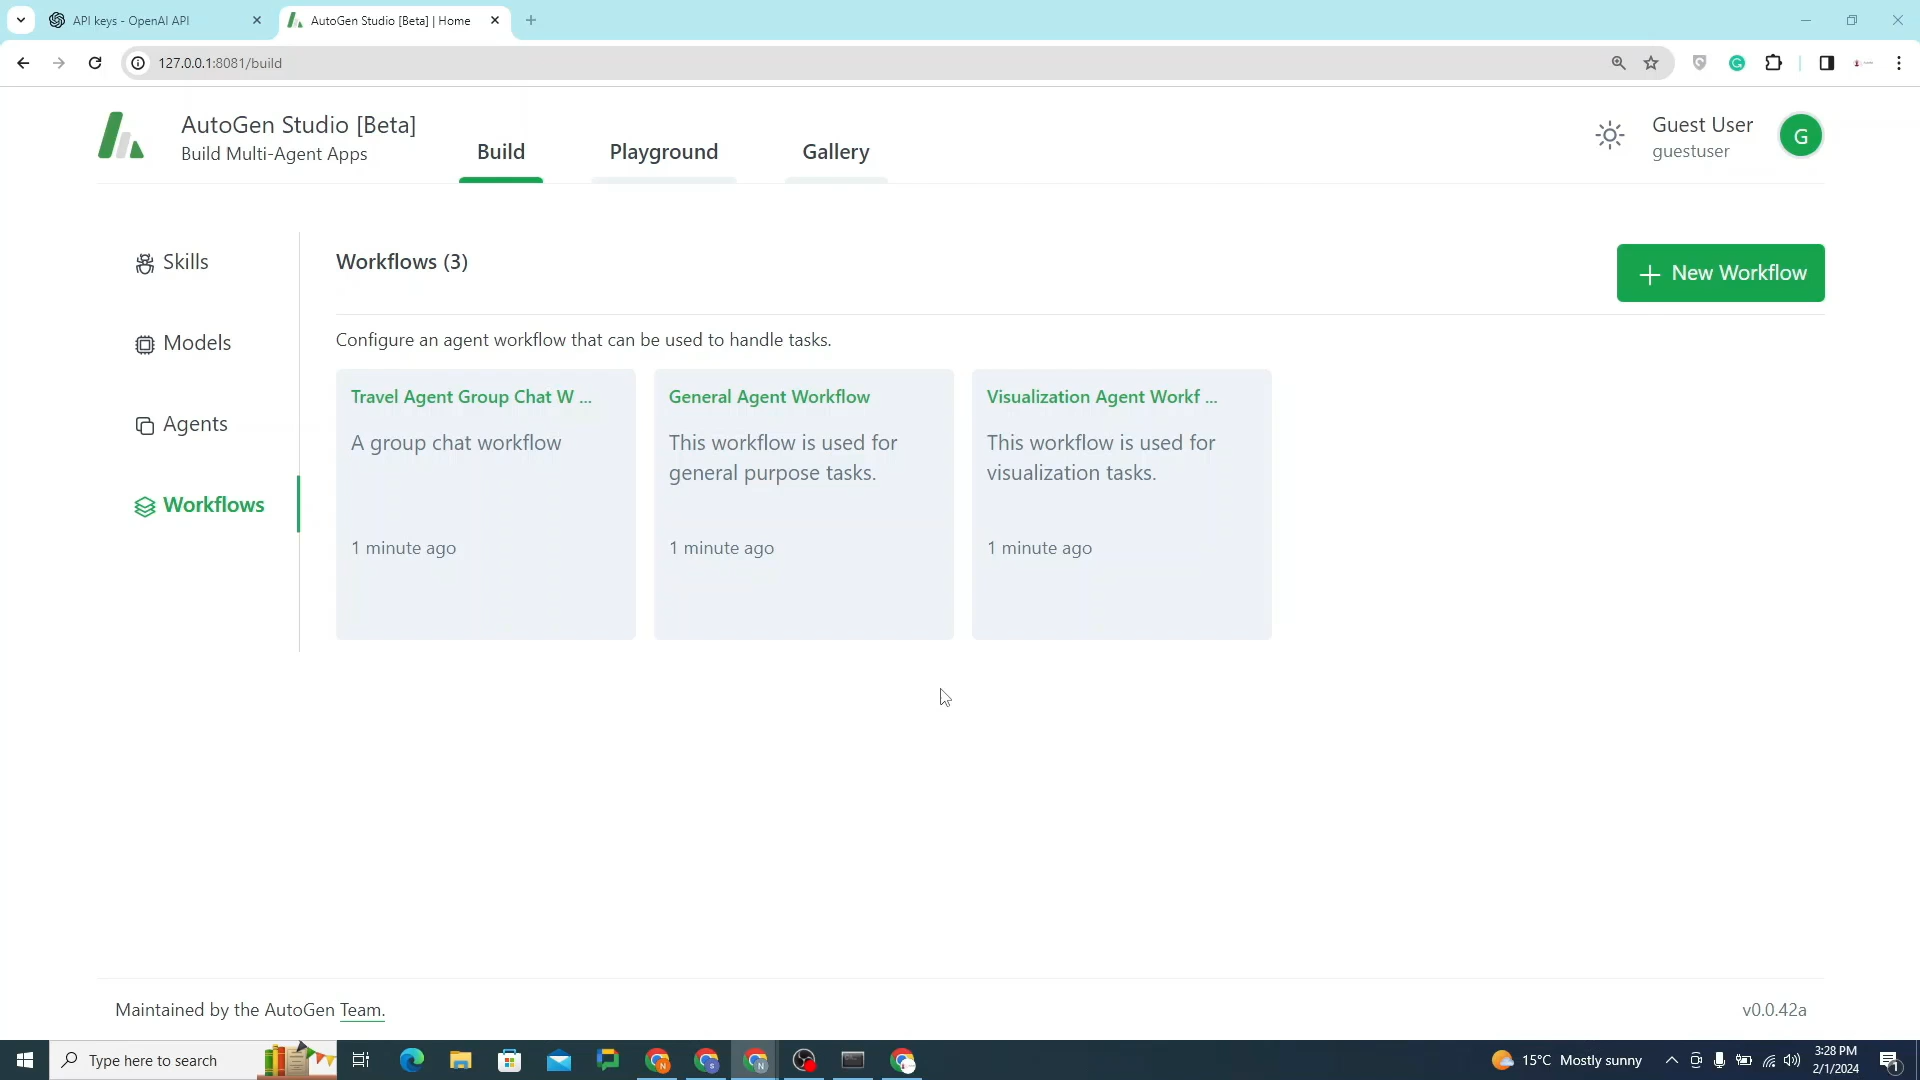 API keys - OpenAI API
AutoGen Studio [Beta] | Home
127.0.0.1:8081/build
AutoGen Studio [Beta]
Build Multi-Agent Apps
Build
Playground
Gallery
Guest User
guestuser
G
Skills
Models
Agents
Workflows
Workflows (3)
New Workflow
Configure an agent workflow that can be used to handle tasks.
Travel Agent Group Chat W ...
A group chat workflow
1 minute ago
General Agent Workflow
This workflow is used for
general purpose tasks.
1 minute ago
Visualization Agent Workf ...
This workflow is used for
visualization tasks.
1 minute ago
Maintained by the AutoGen Team.
v0.0.42a
Type here to search
15°C Mostly sunny
3:28 PM
2/1/2024
1